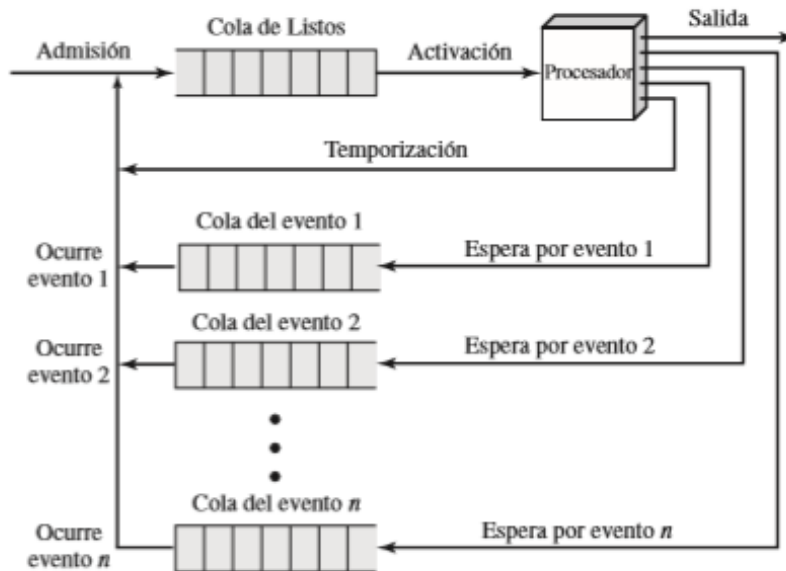 Cola de Listos
Salida
Admisión
Activación
Procesador
Temporización
Cola del evento 1
Ocurre
evento 1
Espera por evento 1
Cola del evento 2
Ocurre
evento 2
Espera por evento 2
Cola del evento n
Ocurre
evento n
Espera por evento n